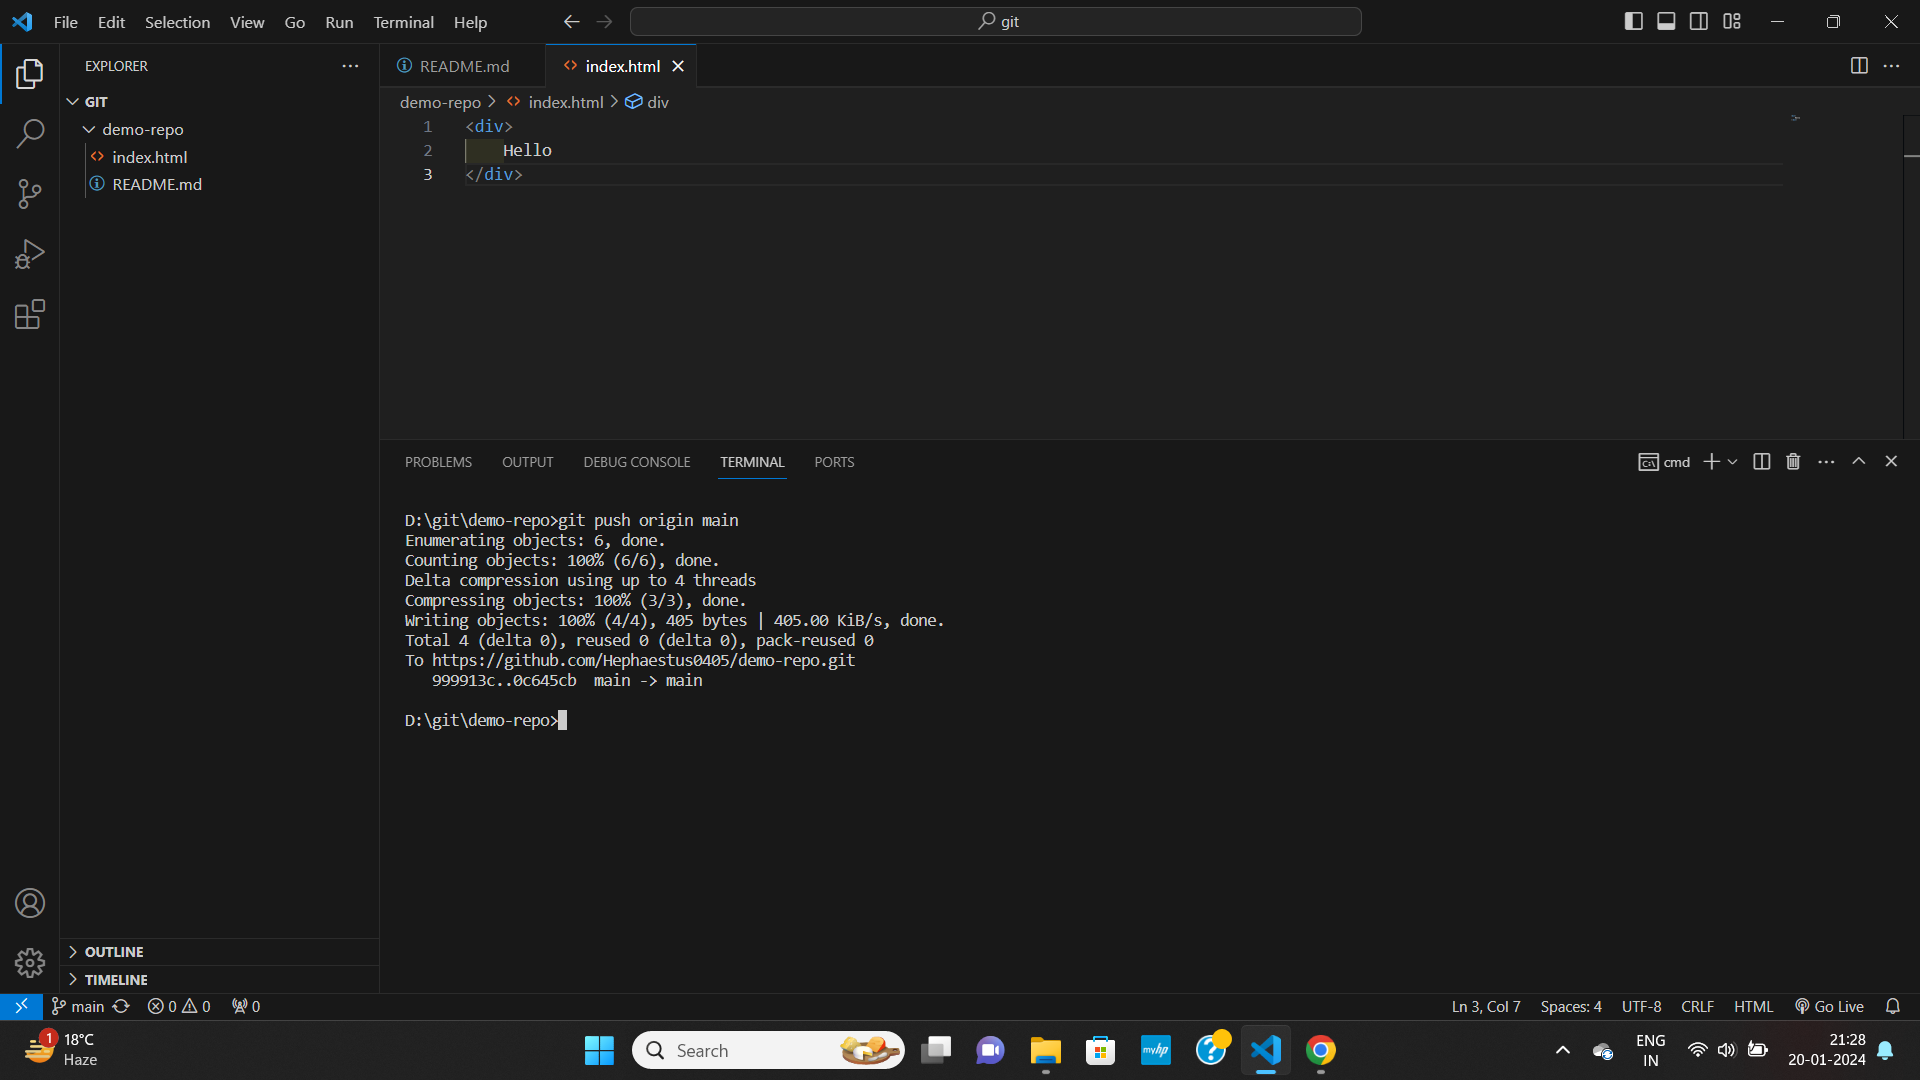 File Edit Selection View Go Run Terminal Help
git
EXPLORER
README.md
index.html
GIT
demo-repo
index.html
README.md
demo-repo > index.html > div
1 <div>
2 Hello
3 </div>
PROBLEMS OUTPUT DEBUG CONSOLE TERMINAL PORTS
cmd
D:\git\demo-repo>git push origin main
Enumerating objects: 6, done.
Counting objects: 100% (6/6), done.
Delta compression using up to 4 threads
Compressing objects: 100% (3/3), done.
Writing objects: 100% (4/4), 405 bytes | 405.00 KiB/s, done.
Total 4 (delta 0), reused 0 (delta 0), pack-reused 0
To https://github.com/Hephaestus0405/demo-repo.git
999913c..0c645cb  main -> main
D:\git\demo-repo>
OUTLINE
TIMELINE
main 0 0 0
Ln 3, Col 7 Spaces: 4 UTF-8 CRLF HTML Go Live
1
18°C
Haze
Search
myhp
ENG
IN
21:28
20-01-2024